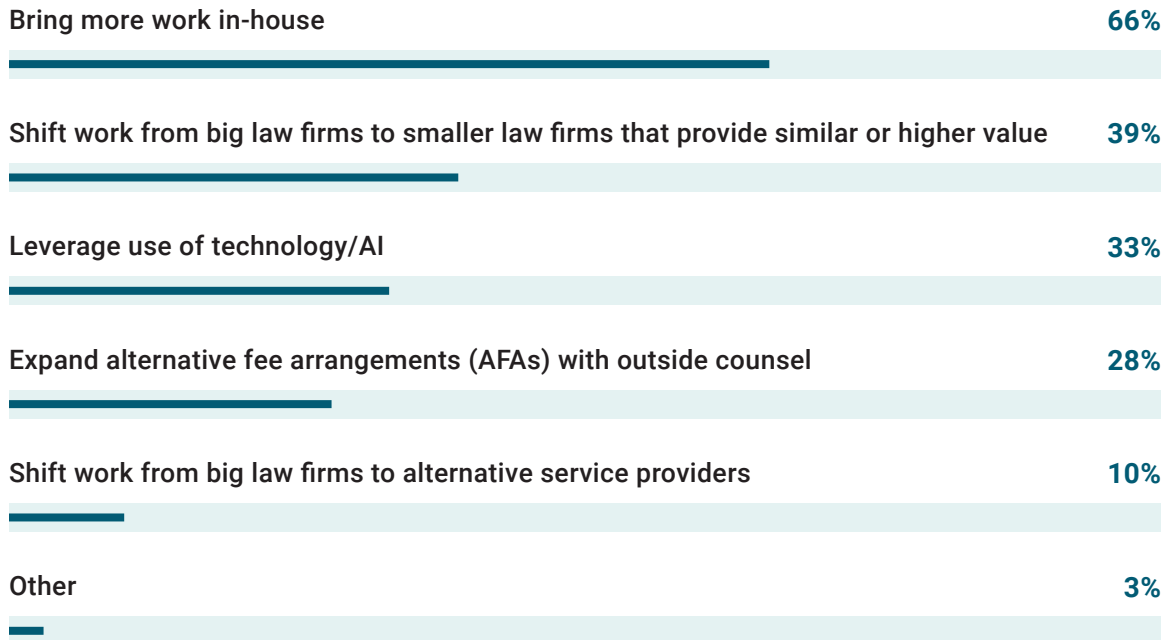 Bring more work in-house 66%
Shift work from big law firms to smaller law firms that provide similar or higher value 39%
Leverage use of technology/AI 33%
Expand alternative fee arrangements (AFAs) with outside counsel 28%
Shift work from big law firms to alternative service providers 10%
Other 3%